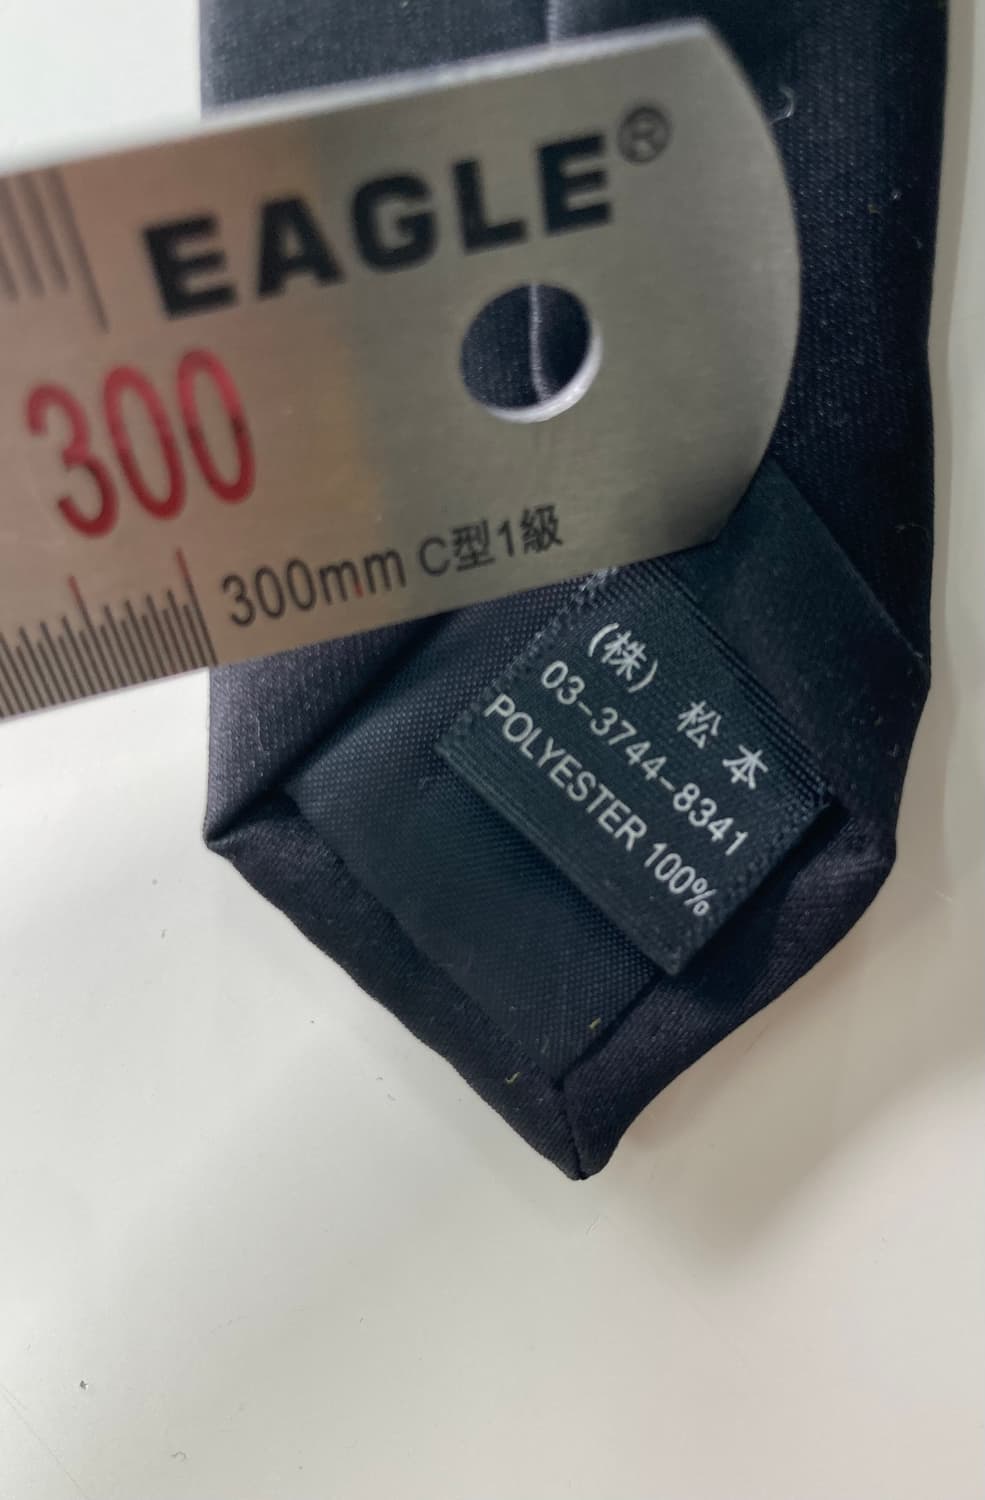 EAGLE®
300
300mm C型1級
(株) 松本
03-3744-8341
POLYESTER 100%